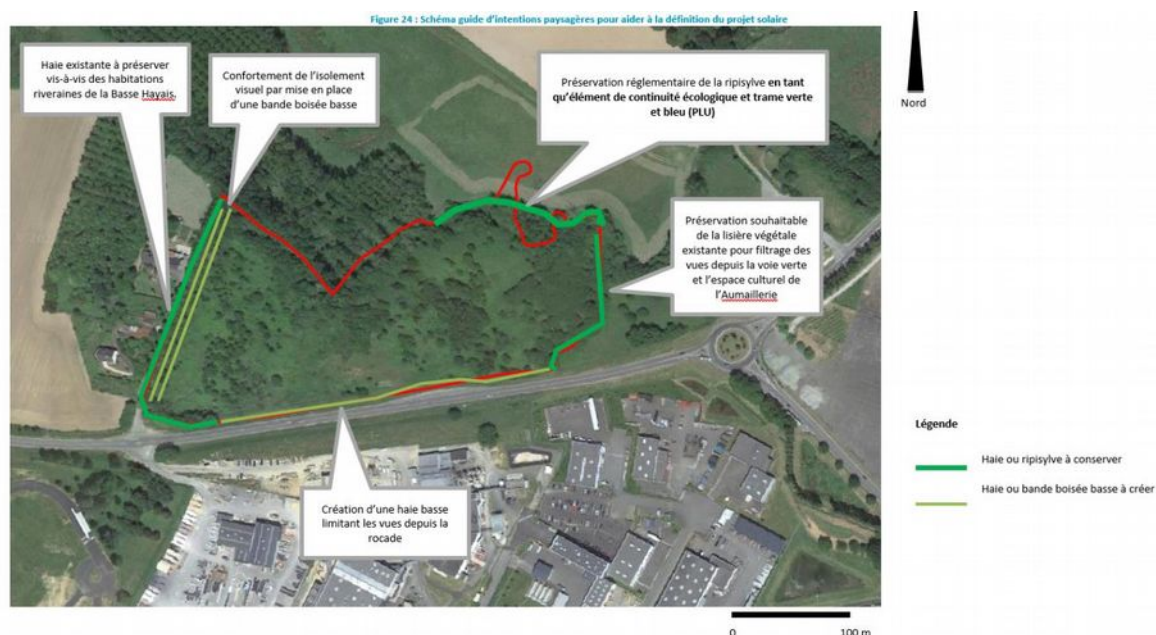 Figure 24 : Schéma guide d'intentions paysagères pour aider à la définition du projet solaire
Haie existante à préserver
vis-à-vis des habitations
riveraines de la Basse Hayais.
Confortement de l'isolement
visuel par mise en place
d'une bande boisée basse
Préservation réglementaire de la ripisylve en tant
qu'élément de continuité écologique et trame verte
et bleu (PLU)
Nord
Préservation souhaitable
de la lisière végétale
existante pour filtrage des
vues depuis la voie verte
et l'espace culturel de
l'Aumaillerie
Création d'une haie basse
limitant les vues depuis la
rocade
Légende
Haie ou ripisylve à conserver
Haie ou bande boisée basse à créer
0 100 m